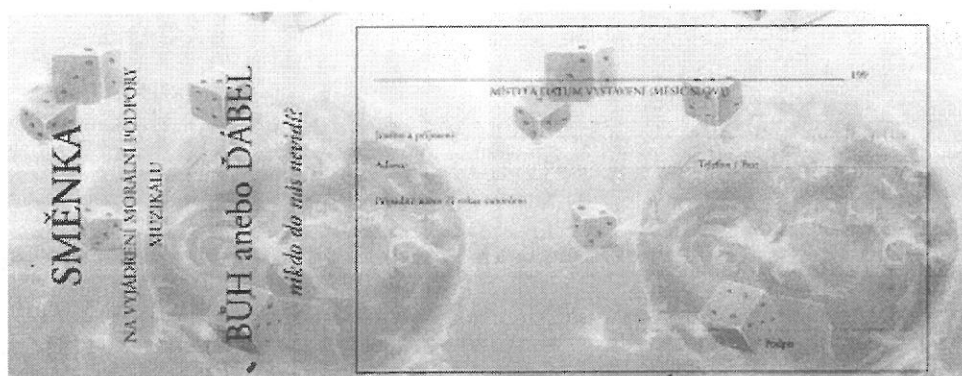 SMĚNKA
NA VYJÁDŘENÍ MORÁLNÍ PODPORY
MUZIKÁLU
BŮH anebo ĎÁBEL
nikdo do nás nevidí?
199
MÍSTO A DATUM VYSTAVENÍ (MĚSÍC SLOVY)
Jméno a příjmení:
Adresa:
Telefon / Fax:
Podpis